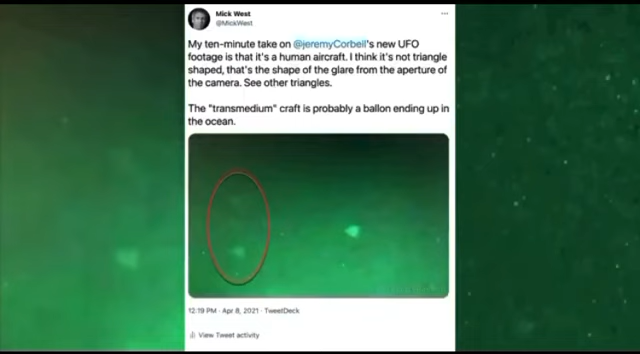 Mick West
@MickWest
My ten-minute take on @jeremyCorbell's new UFO
footage is that it's a human aircraft. I think it's not triangle
shaped, that's the shape of the glare from the aperture of
the camera. See other triangles.
The "transmedium" craft is probably a ballon ending up in
the ocean.
12:19 PM · Apr 8, 2021 · TweetDeck
View Tweet activity